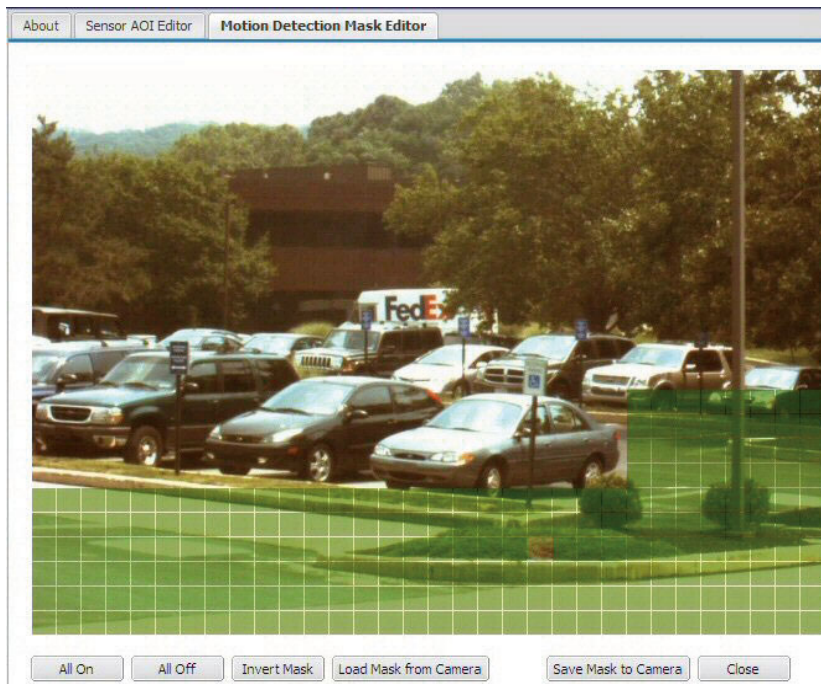 About
Sensor AOI Editor
Motion Detection Mask Editor
FedEx
All On
All Off
Invert Mask
Load Mask from Camera
Save Mask to Camera
Close